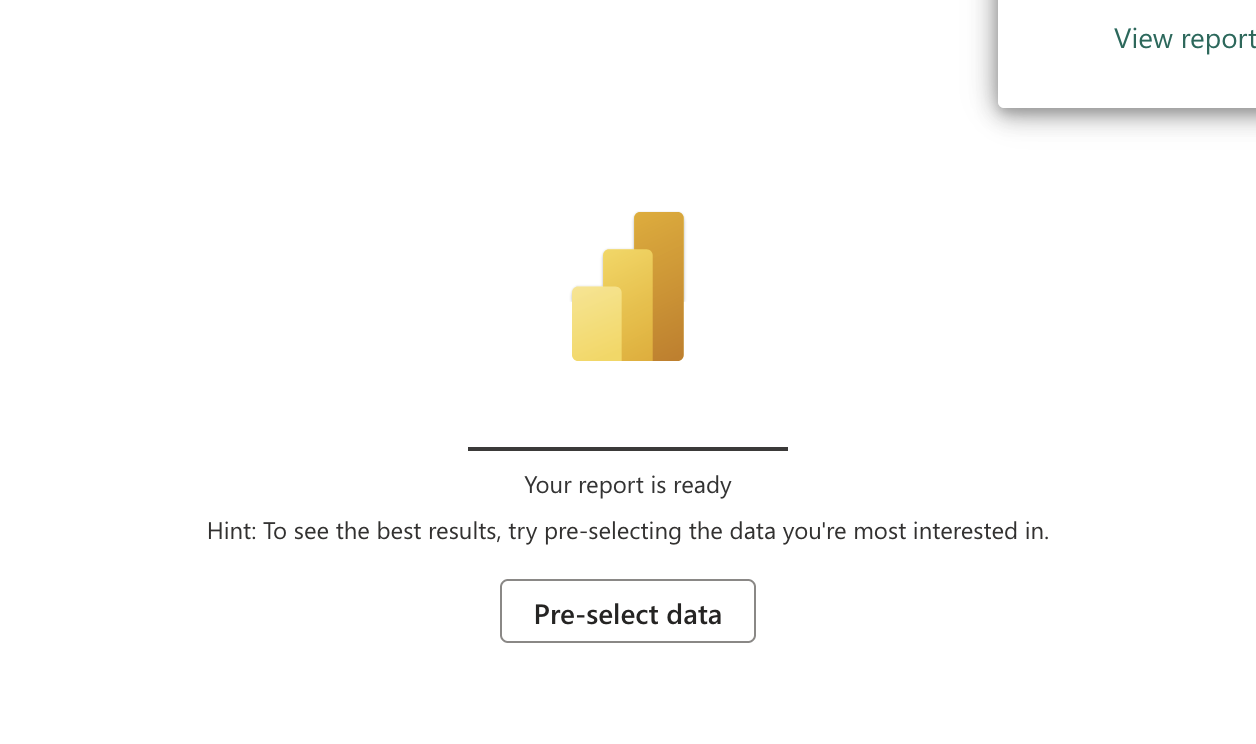 View report
Your report is ready
Hint: To see the best results, try pre-selecting the data you're most interested in.
Pre-select data